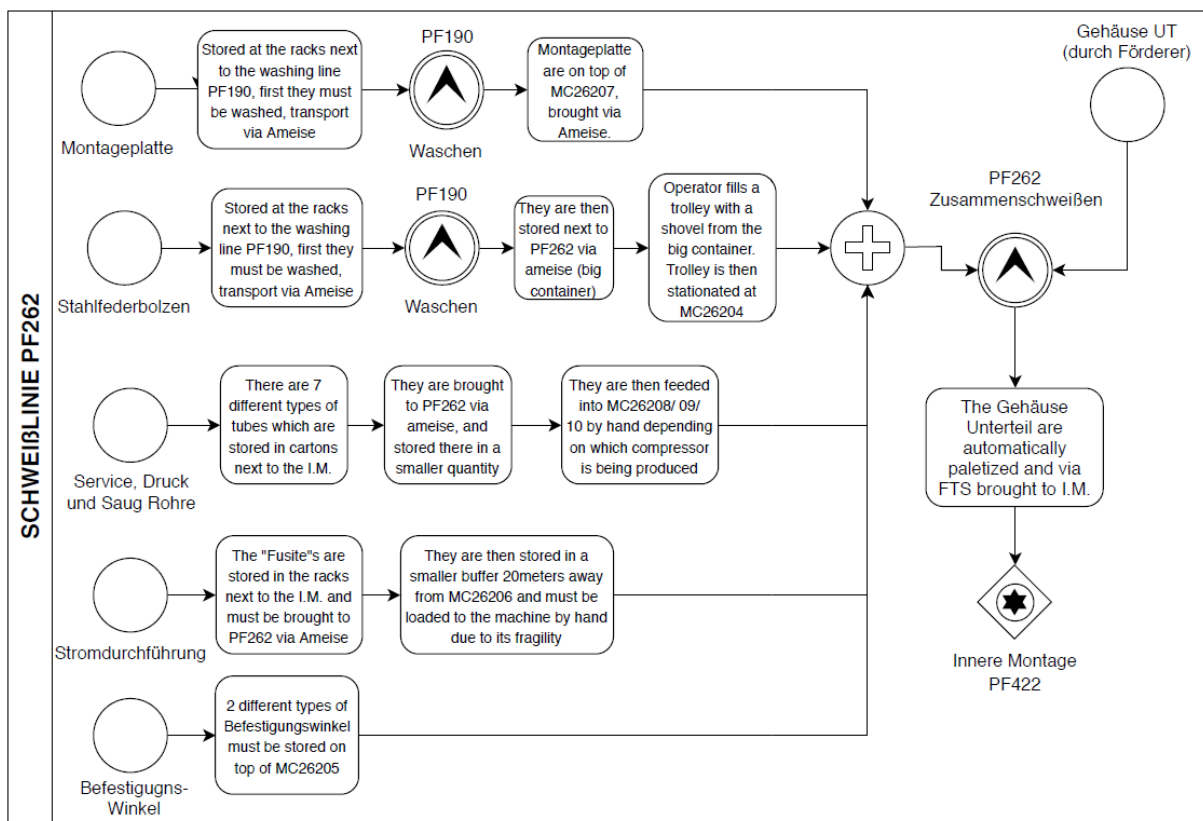 SCHWEIßLINIE PF262
Montageplatte
Stored at the racks next
to the washing line
PF190, first they must
be washed, transport
via Ameise
PF190
Waschen
Montageplatte
are on top of
MC26207,
brought via
Ameise.
Gehäuse UT
(durch Förderer)
Stahlfederbolzen
Stored at the racks
next to the washing
line PF190, first they
must be washed,
transport via Ameise
PF190
Waschen
They are then
stored next to
PF262 via
ameise (big
container)
Operator fills a
trolley with a
shovel from the
big container.
Trolley is then
stationated at
MC26204
PF262
Zusammenschweißen
Service, Druck
und Saug Rohre
There are 7
different types of
tubes which are
stored in cartons
next to the I.M.
They are brought
to PF262 via
ameise, and
stored there in a
smaller quantity
They are then feeded
into MC26208/ 09/
10 by hand depending
on which compressor
is being produced
The Gehäuse
Unterteil are
automatically
paletized and via
FTS brought to I.M.
Stromdurchführung
The "Fusite"s are
stored in the racks
next to the I.M. and
must be brought to
PF262 via Ameise
They are then stored in a
smaller buffer 20meters away
from MC26206 and must be
loaded to the machine by hand
due to its fragility
Innere Montage
PF422
Befestigugns-
Winkel
2 different types of
Befestigungswinkel
must be stored on
top of MC26205